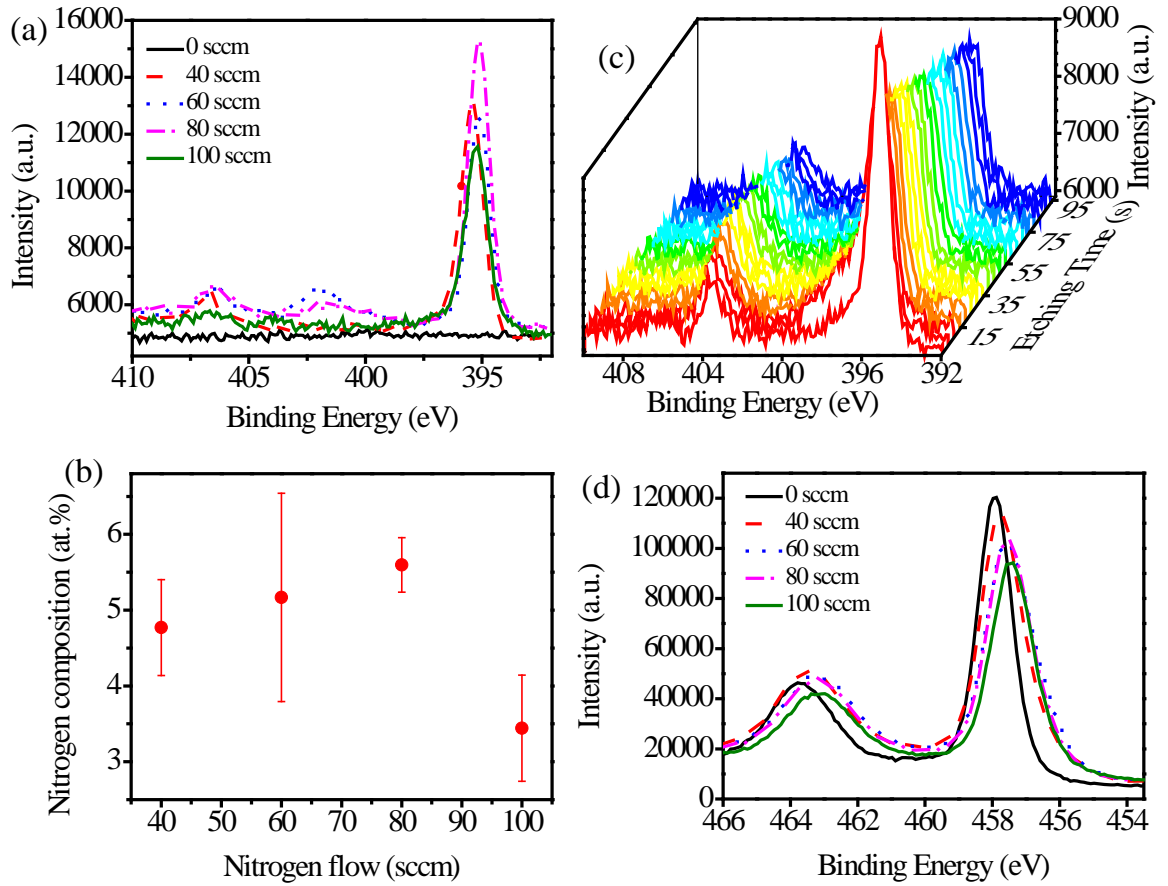 (a)
16000
14000
12000
10000
8000
6000
Intensity (a.u.)
0 sccm
40 sccm
60 sccm
80 sccm
100 sccm
410 405 400 395
Binding Energy (eV)
(c)
9000
8000
7000
6000
Intensity (a.u.)
95
75
55
35
15
Etching Time (s)
408 404 400 396 392
Binding Energy (eV)
(b)
6
5
4
3
Nitrogen composition (at.%)
40 50 60 70 80 90 100
Nitrogen flow (sccm)
(d)
120000
100000
80000
60000
40000
20000
0
Intensity (a.u.)
0 sccm
40 sccm
60 sccm
80 sccm
100 sccm
466 464 462 460 458 456 454
Binding Energy (eV)